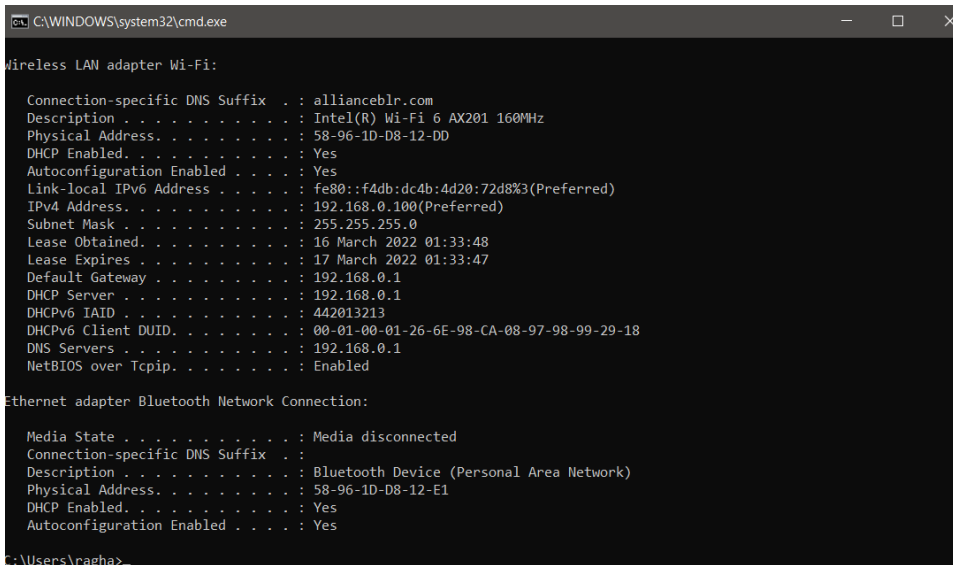 C:\WINDOWS\system32\cmd.exe
Wireless LAN adapter Wi-Fi:
Connection-specific DNS Suffix  . : allianceblr.com
Description . . . . . . . . . . . : Intel(R) Wi-Fi 6 AX201 160MHz
Physical Address. . . . . . . . . : 58-96-1D-D8-12-DD
DHCP Enabled. . . . . . . . . . . : Yes
Autoconfiguration Enabled . . . . : Yes
Link-local IPv6 Address . . . . . : fe80::f4db:dc4b:4d20:72d8%3(Preferred)
IPv4 Address. . . . . . . . . . . : 192.168.0.100(Preferred)
Subnet Mask . . . . . . . . . . . : 255.255.255.0
Lease Obtained. . . . . . . . . . : 16 March 2022 01:33:48
Lease Expires . . . . . . . . . . : 17 March 2022 01:33:47
Default Gateway . . . . . . . . . : 192.168.0.1
DHCP Server . . . . . . . . . . . : 192.168.0.1
DHCPv6 IAID . . . . . . . . . . . : 442013213
DHCPv6 Client DUID. . . . . . . . : 00-01-00-01-26-6E-98-CA-08-97-98-99-29-18
DNS Servers . . . . . . . . . . . : 192.168.0.1
NetBIOS over Tcpip. . . . . . . . : Enabled
Ethernet adapter Bluetooth Network Connection:
Media State . . . . . . . . . . . : Media disconnected
Connection-specific DNS Suffix  . :
Description . . . . . . . . . . . : Bluetooth Device (Personal Area Network)
Physical Address. . . . . . . . . : 58-96-1D-D8-12-E1
DHCP Enabled. . . . . . . . . . . : Yes
Autoconfiguration Enabled . . . . : Yes
C:\Users\ragha>_